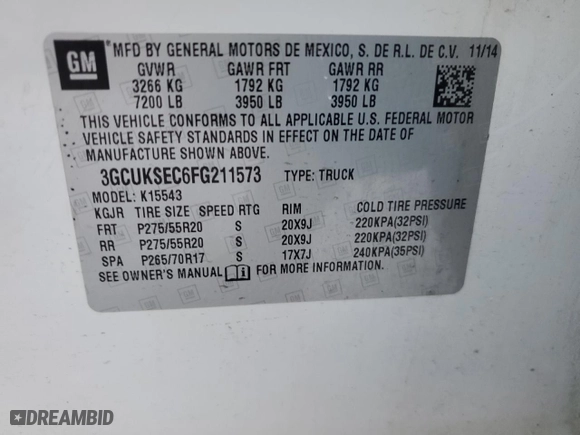 GM
*MFD BY GENERAL MOTORS DE MEXICO, S. DE R.L. DE C.V. 11/14
GVWR GAWR FRT GAWR RR
3266 KG 1792 KG 1792 KG
7200 LB 3950 LB 3950 LB
THIS VEHICLE CONFORMS TO ALL APPLICABLE U.S. FEDERAL MOTOR
VEHICLE SAFETY STANDARDS IN EFFECT ON THE DATE OF
MANUFACTURE SHOWN ABOVE.
3GCUKSEC6FG211573 TYPE: TRUCK
MODEL: K15543
KGJR TIRE SIZE SPEED RTG RIM COLD TIRE PRESSURE
FRT P275/55R20 S 20X9J 220KPA(32PSI)
RR P275/55R20 S 20X9J 220KPA(32PSI)
SPA P265/70R17 S 17X7J 240KPA(35PSI)
SEE OWNER'S MANUAL FOR MORE INFORMATION.
DREAMBID